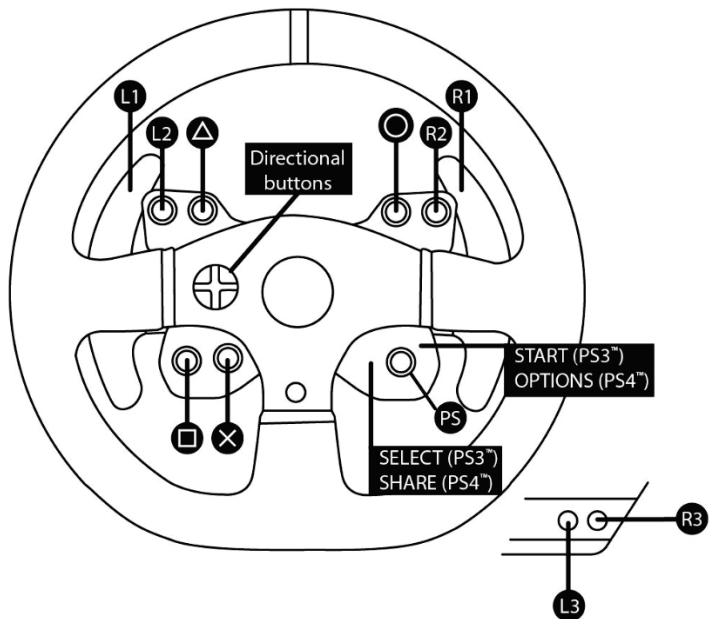 L1
R1
L2
R2
Directional
buttons
START (PS3™)
OPTIONS (PS4™)
PS
SELECT (PS3™)
SHARE (PS4™)
R3
L3